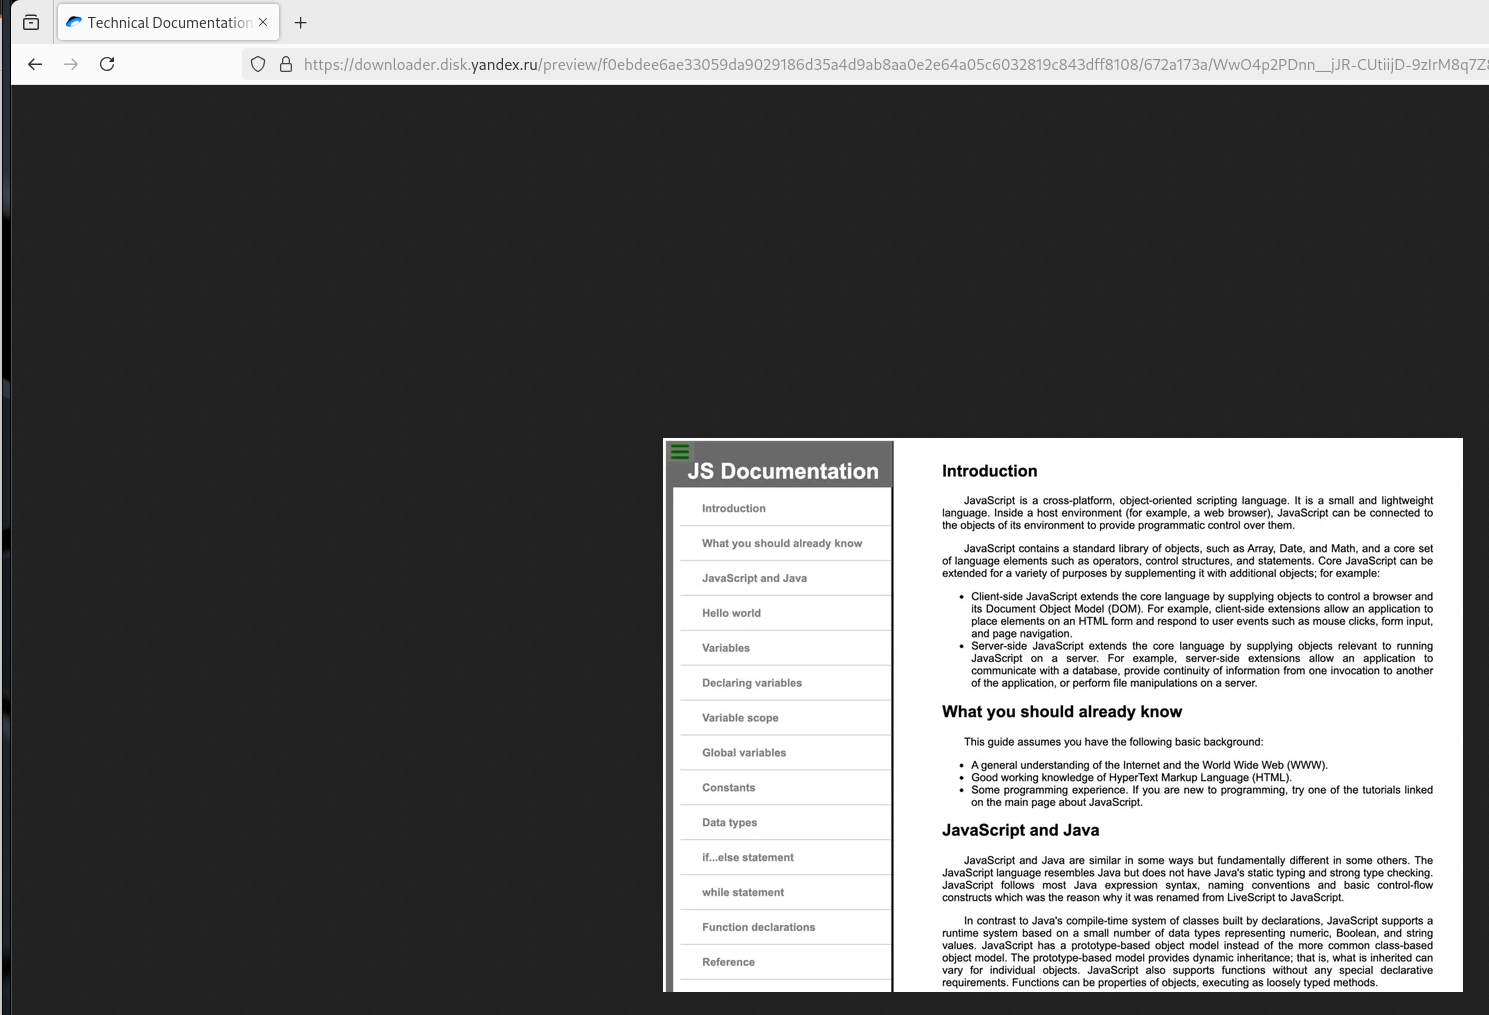 Technical Documentation
https://downloader.disk.yandex.ru/preview/f0ebdee6ae33059da9029186d35a4d9ab8aa0e2e64a05c6032819c843dff8108/672a173a/WwO4p2PDnn__jJR-CUtiijD-9zIrM8q7Z
JS Documentation
Introduction
What you should already know
JavaScript and Java
Hello world
Variables
Declaring variables
Variable scope
Global variables
Constants
Data types
if...else statement
while statement
Function declarations
Reference
Introduction
JavaScript is a cross-platform, object-oriented scripting language. It is a small and lightweight
language. Inside a host environment (for example, a web browser), JavaScript can be connected to
the objects of its environment to provide programmatic control over them.
JavaScript contains a standard library of objects, such as Array, Date, and Math, and a core set
of language elements such as operators, control structures, and statements. Core JavaScript can be
extended for a variety of purposes by supplementing it with additional objects; for example:
• Client-side JavaScript extends the core language by supplying objects to control a browser and
its Document Object Model (DOM). For example, client-side extensions allow an application to
place elements on an HTML form and respond to user events such as mouse clicks, form input,
and page navigation.
• Server-side JavaScript extends the core language by supplying objects relevant to running
JavaScript on a server. For example, server-side extensions allow an application to
communicate with a database, provide continuity of information from one invocation to another
of the application, or perform file manipulations on a server.
What you should already know
This guide assumes you have the following basic background:
• A general understanding of the Internet and the World Wide Web (WWW).
• Good working knowledge of HyperText Markup Language (HTML).
• Some programming experience. If you are new to programming, try one of the tutorials linked
on the main page about JavaScript.
JavaScript and Java
JavaScript and Java are similar in some ways but fundamentally different in some others. The
JavaScript language resembles Java but does not have Java's static typing and strong type checking.
JavaScript follows most Java expression syntax, naming conventions and basic control-flow
constructs which was the reason why it was renamed from LiveScript to JavaScript.
In contrast to Java's compile-time system of classes built by declarations, JavaScript supports a
runtime system based on a small number of data types representing numeric, Boolean, and string
values. JavaScript has a prototype-based object model instead of the more common class-based
object model. The prototype-based model provides dynamic inheritance; that is, what is inherited can
vary for individual objects. JavaScript also supports functions without any special declarative
requirements. Functions can be properties of objects, executing as loosely typed methods.